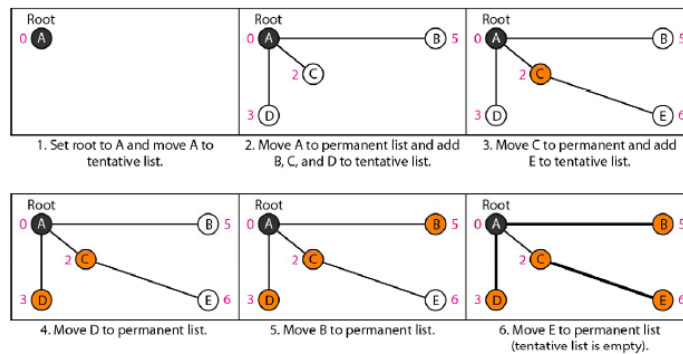 Root Root Root
0 A 0 A B 5 0 A B 5
2 C 2 C
3 D 3 D E 6
1. Set root to A and move A to 2. Move A to permanent list and add 3. Move C to permanent and add
tentative list. B, C, and D to tentative list. E to tentative list.
Root Root Root
0 A B 5 0 A B 5 0 A B 5
2 C 2 C 2 C
3 D E 6 3 D E 6 3 D E 6
4. Move D to permanent list. 5. Move B to permanent list. 6. Move E to permanent list
(tentative list is empty).